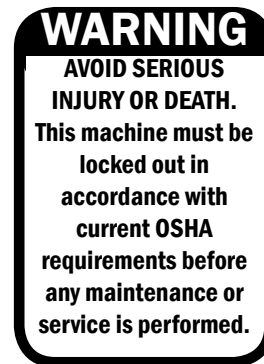 WARNING
AVOID SERIOUS
INJURY OR DEATH.
This machine must be
locked out in
accordance with
current OSHA
requirements before
any maintenance or
service is performed.